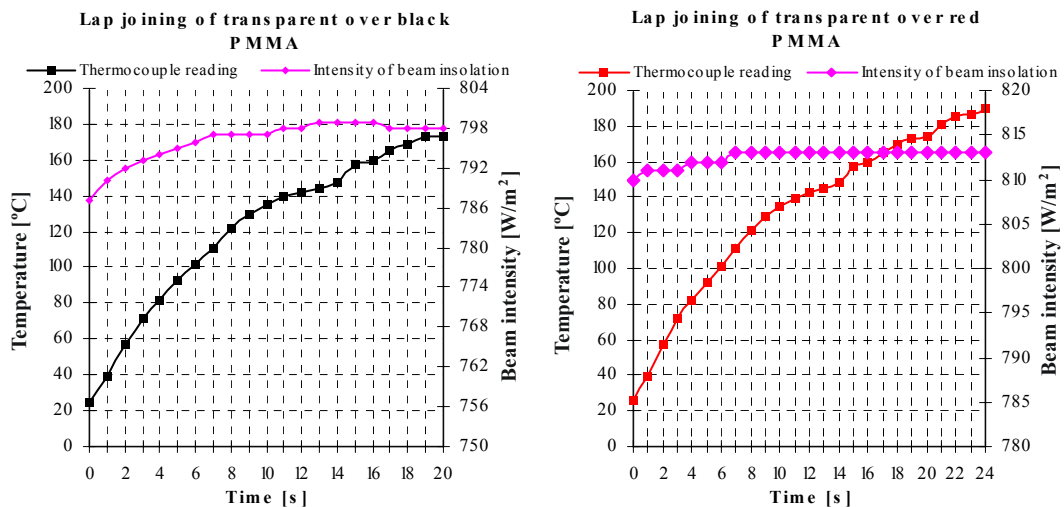 Lap joining of transparent over black
PMMA
Thermocouple reading
Intensity of beam insolation
200
180
160
140
120
100
80
60
40
20
0
Temperature [ºC]
804
798
792
786
780
774
768
762
756
750
Beam intensity [W/m²]
0 2 4 6 8 10 12 14 16 18 20
Time [s]
Lap joining of transparent over red
PMMA
Thermocouple reading
Intensity of beam insolation
200
180
160
140
120
100
80
60
40
20
0
Temperature [ºC]
820
815
810
805
800
795
790
785
780
Beam intensity [W/m²]
0 2 4 6 8 10 12 14 16 18 20 22 24
Time [s]